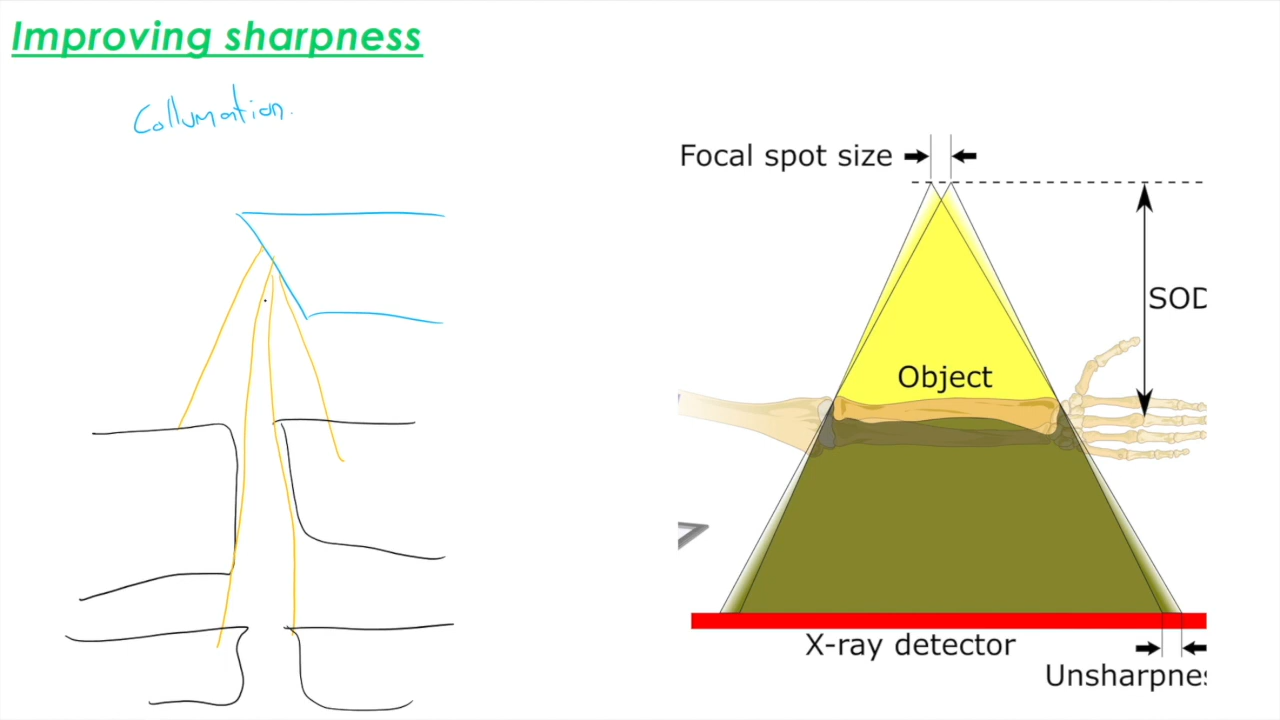 Improving sharpness
Collumation.
Focal spot size
SOD
Object
X-ray detector
Unsharpnes